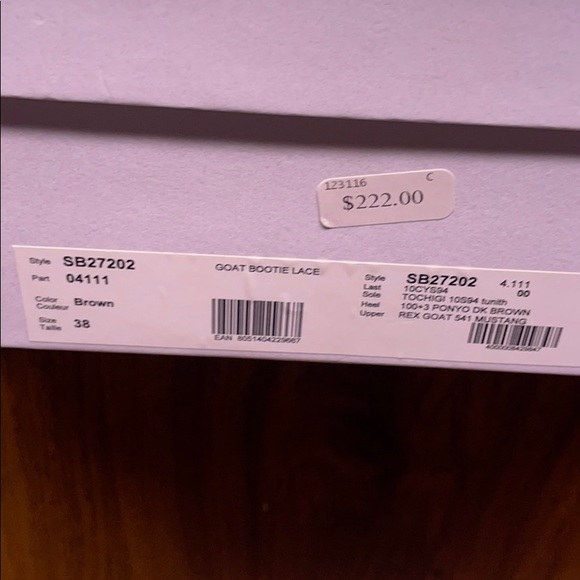 123116 C
$222.00
Style SB27202
Part 04111
Color
Couleur Brown
Size
Taille 38
GOAT BOOTIE LACE
EAN 8051404229667
Style SB27202 4.111
Last 10CYS94 00
Sole TOCHIGI 10S94 tunith
Heel 100+3 PONYO DK BROWN
Upper REX GOAT 541 MUSTANG